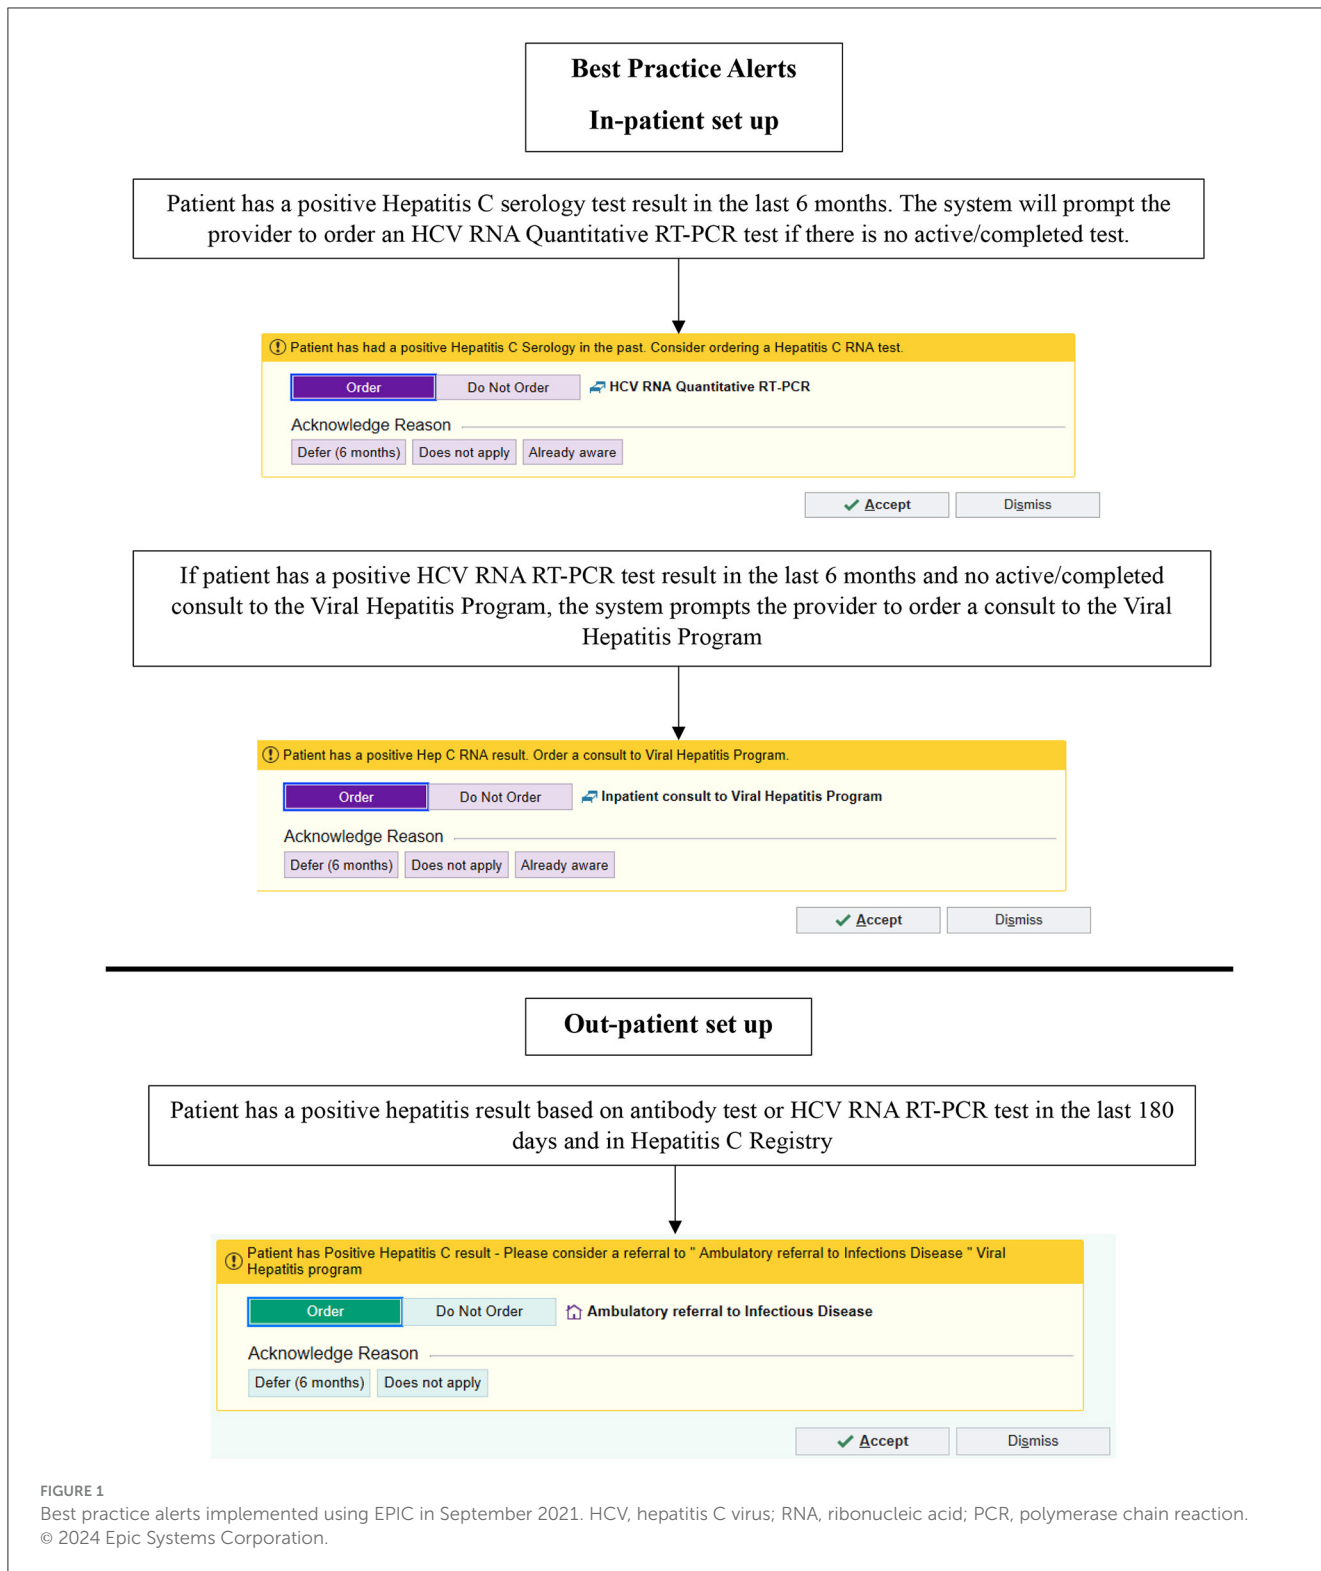 Best Practice Alerts
In-patient set up
Patient has a positive Hepatitis C serology test result in the last 6 months. The system will prompt the
provider to order an HCV RNA Quantitative RT-PCR test if there is no active/completed test.
Patient has had a positive Hepatitis C Serology in the past. Consider ordering a Hepatitis C RNA test.
Order Do Not Order HCV RNA Quantitative RT-PCR
Acknowledge Reason
Defer (6 months) Does not apply Already aware
Accept Dismiss
If patient has a positive HCV RNA RT-PCR test result in the last 6 months and no active/completed
consult to the Viral Hepatitis Program, the system prompts the provider to order a consult to the Viral
Hepatitis Program
Patient has a positive Hep C RNA result. Order a consult to Viral Hepatitis Program.
Order Do Not Order Inpatient consult to Viral Hepatitis Program
Acknowledge Reason
Defer (6 months) Does not apply Already aware
Accept Dismiss
Out-patient set up
Patient has a positive hepatitis result based on antibody test or HCV RNA RT-PCR test in the last 180
days and in Hepatitis C Registry
Patient has Positive Hepatitis C result - Please consider a referral to " Ambulatory referral to Infections Disease " Viral
Hepatitis program
Order Do Not Order Ambulatory referral to Infectious Disease
Acknowledge Reason
Defer (6 months) Does not apply
Accept Dismiss
FIGURE 1
Best practice alerts implemented using EPIC in September 2021. HCV, hepatitis C virus; RNA, ribonucleic acid; PCR, polymerase chain reaction.
© 2024 Epic Systems Corporation.